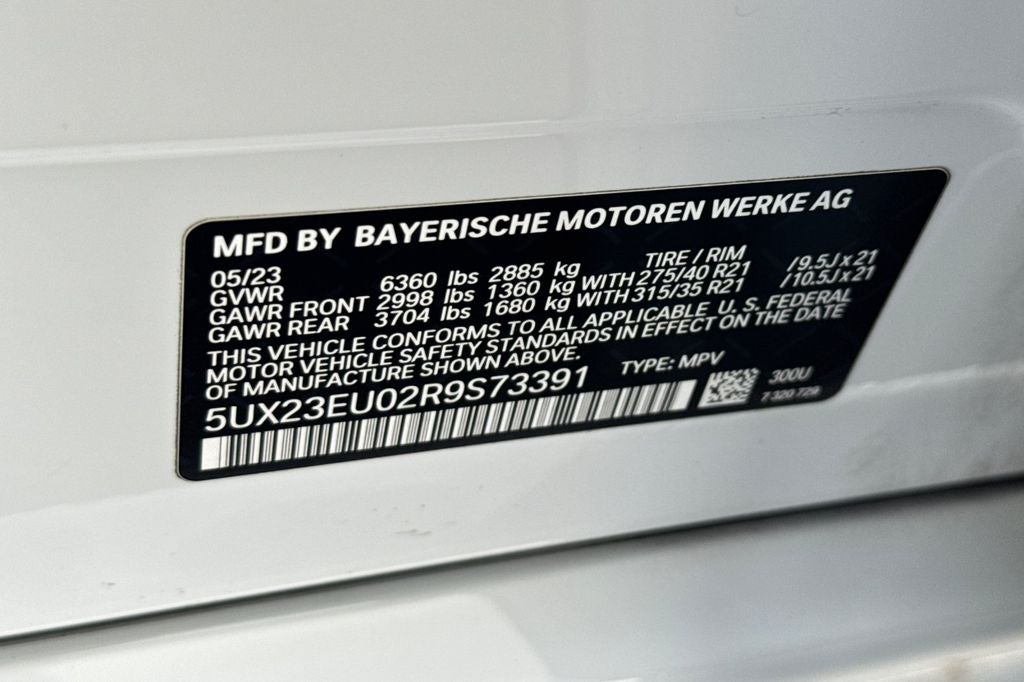 MFD BY BAYERISCHE MOTOREN WERKE AG
05/23 TIRE / RIM
GVWR 6360 lbs 2885 kg
GAWR FRONT 2998 lbs 1360 kg WITH 275/40 R21 /9.5J x 21
GAWR REAR 3704 lbs 1680 kg WITH 315/35 R21 /10.5J x 21
THIS VEHICLE CONFORMS TO ALL APPLICABLE U. S. FEDERAL
MOTOR VEHICLE SAFETY STANDARDS IN EFFECT ON THE DATE
OF MANUFACTURE SHOWN ABOVE.
TYPE: MPV
5UX23EU02R9S73391
300U
7 320 729